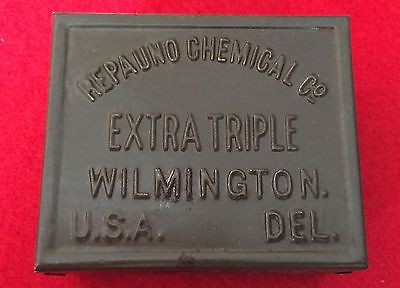 REPAUNO CHEMICAL Co
EXTRA TRIPLE
WILMINGTON.
U.S.A. DEL.